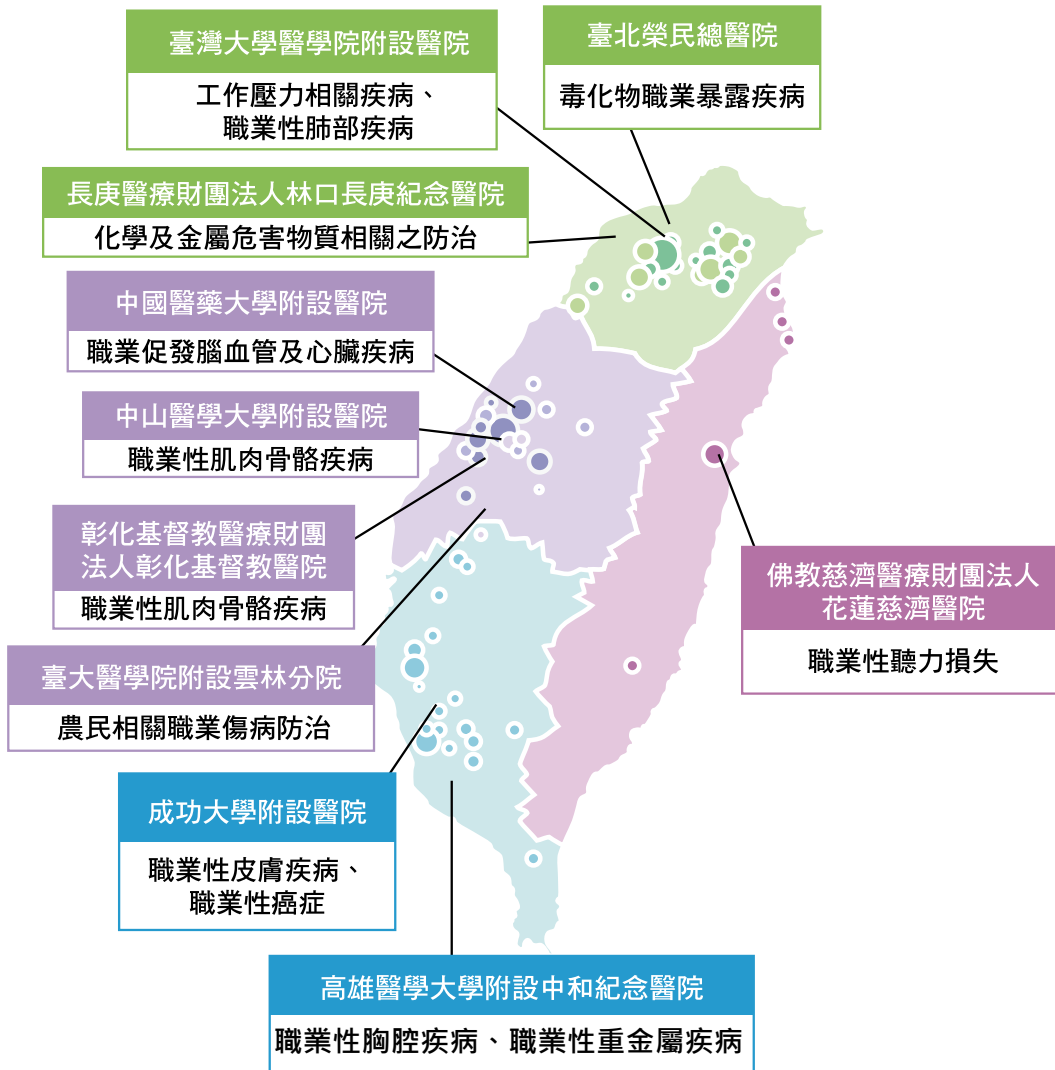 臺灣大學醫學院附設醫院
工作壓力相關疾病、
職業性肺部疾病
臺北榮民總醫院
毒化物職業暴露疾病
長庚醫療財團法人林口長庚紀念醫院
化學及金屬危害物質相關之防治
中國醫藥大學附設醫院
職業促發腦血管及心臟疾病
中山醫學大學附設醫院
職業性肌肉骨骼疾病
彰化基督教醫療財團
法人彰化基督教醫院
職業性肌肉骨骼疾病
臺大醫學院附設雲林分院
農民相關職業傷病防治
佛教慈濟醫療財團法人
花蓮慈濟醫院
職業性聽力損失
成功大學附設醫院
職業性皮膚疾病、
職業性癌症
高雄醫學大學附設中和紀念醫院
職業性胸腔疾病、職業性重金屬疾病